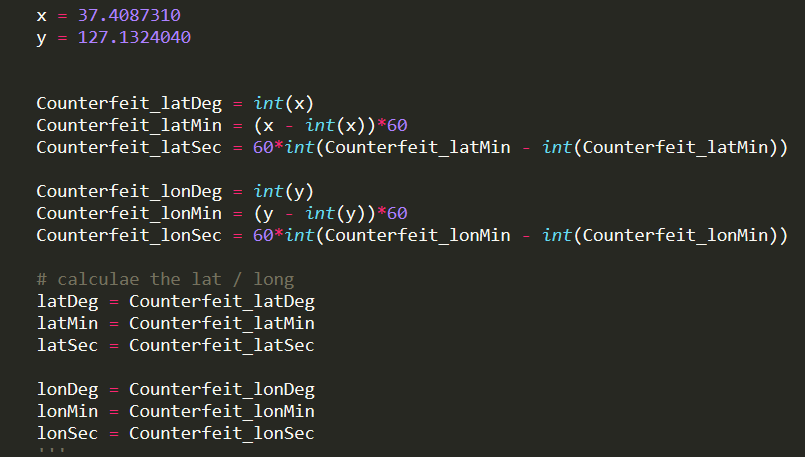 x = 37.4087310
y = 127.1324040
Counterfeit_latDeg = int(x)
Counterfeit_latMin = (x - int(x))*60
Counterfeit_latSec = 60*int(Counterfeit_latMin - int(Counterfeit_latMin))
Counterfeit_lonDeg = int(y)
Counterfeit_lonMin = (y - int(y))*60
Counterfeit_lonSec = 60*int(Counterfeit_lonMin - int(Counterfeit_lonMin))
# calculae the lat / long
latDeg = Counterfeit_latDeg
latMin = Counterfeit_latMin
latSec = Counterfeit_latSec
lonDeg = Counterfeit_lonDeg
lonMin = Counterfeit_lonMin
lonSec = Counterfeit_lonSec
'''